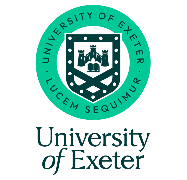 UNIVERSITY OF EXETER
LUCEM SEQUIMUR
University
of Exeter